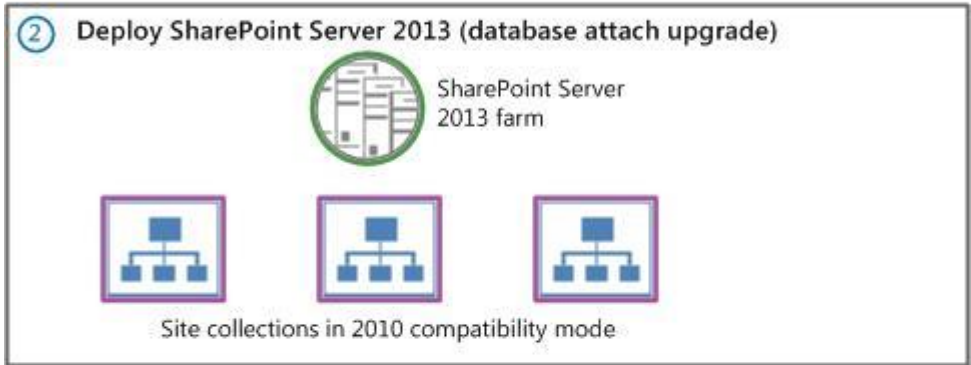 2 Deploy SharePoint Server 2013 (database attach upgrade)
SharePoint Server
2013 farm
Site collections in 2010 compatibility mode